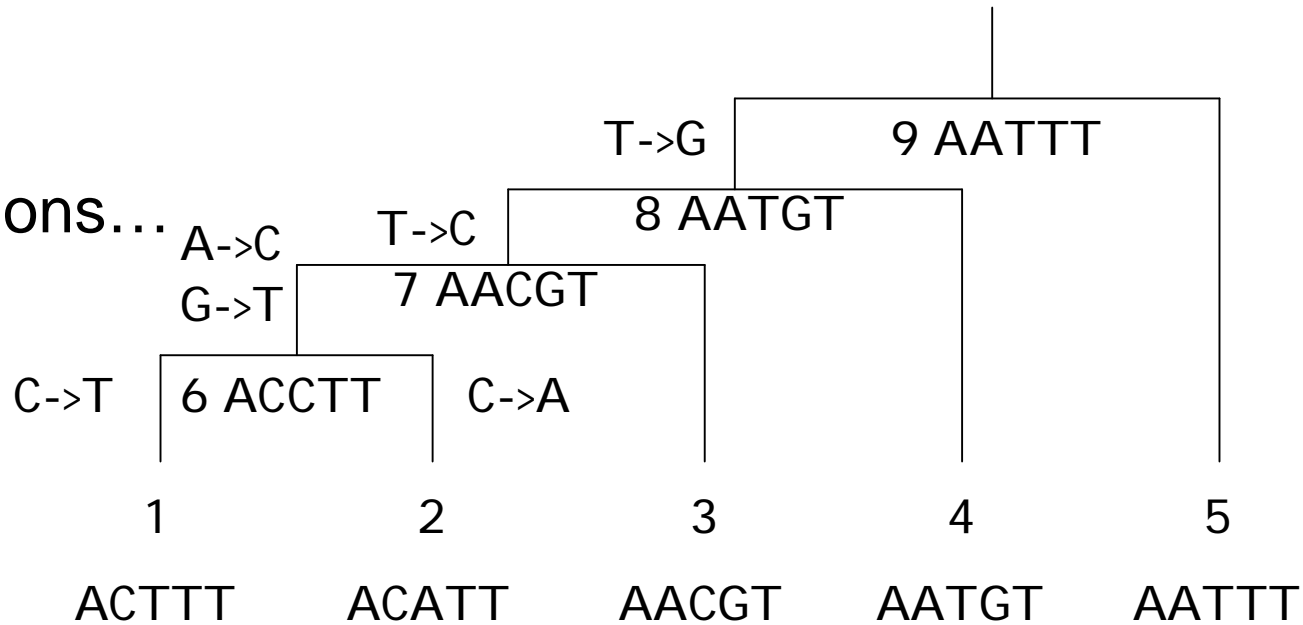 T->G
9 AATTT
ons…
A->C
T->C
8 AATGT
G->T
7 AACGT
C->T
6 ACCTT
C->A
1 2 3 4 5
ACTTT ACATT AACGT AATGT AATTT